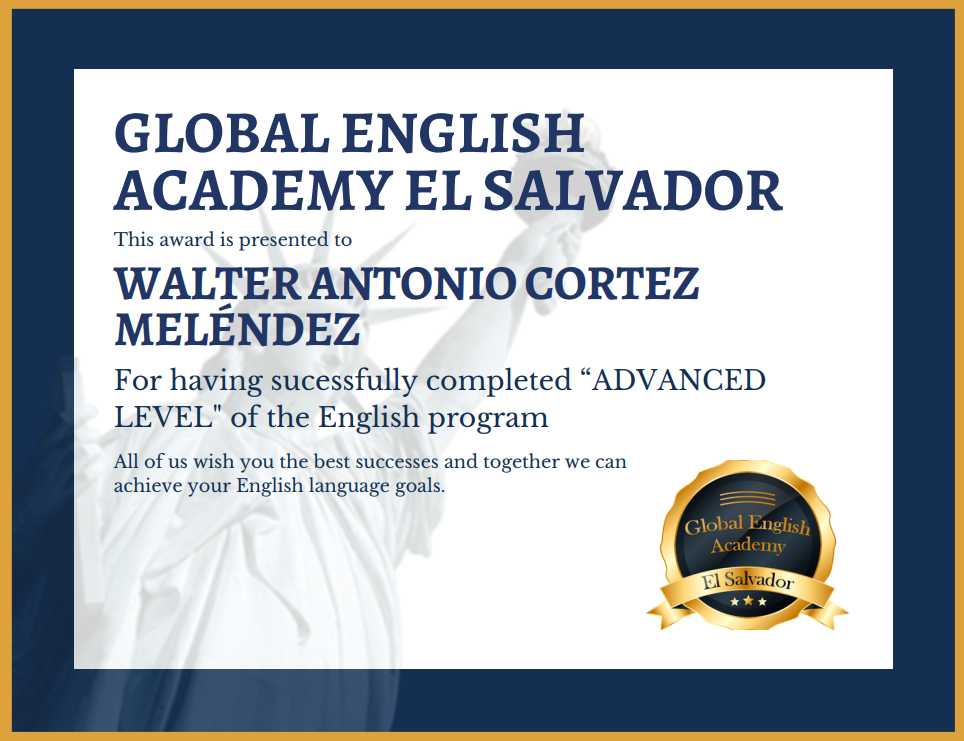 GLOBAL ENGLISH
ACADEMY EL SALVADOR
This award is presented to
WALTER ANTONIO CORTEZ
MELÉNDEZ
For having sucessfully completed “ADVANCED
LEVEL" of the English program
All of us wish you the best successes and together we can
achieve your English language goals.
Global English
Academy
El Salvador